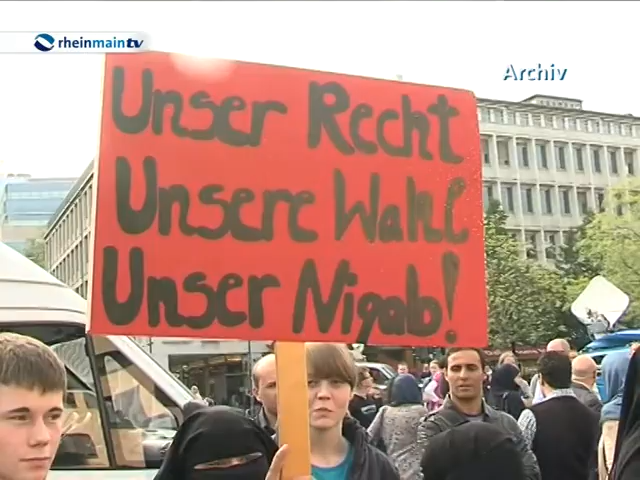 rheinmaintv
Archiv
Unser Recht
Unsere Wahl
Unser Niqab!